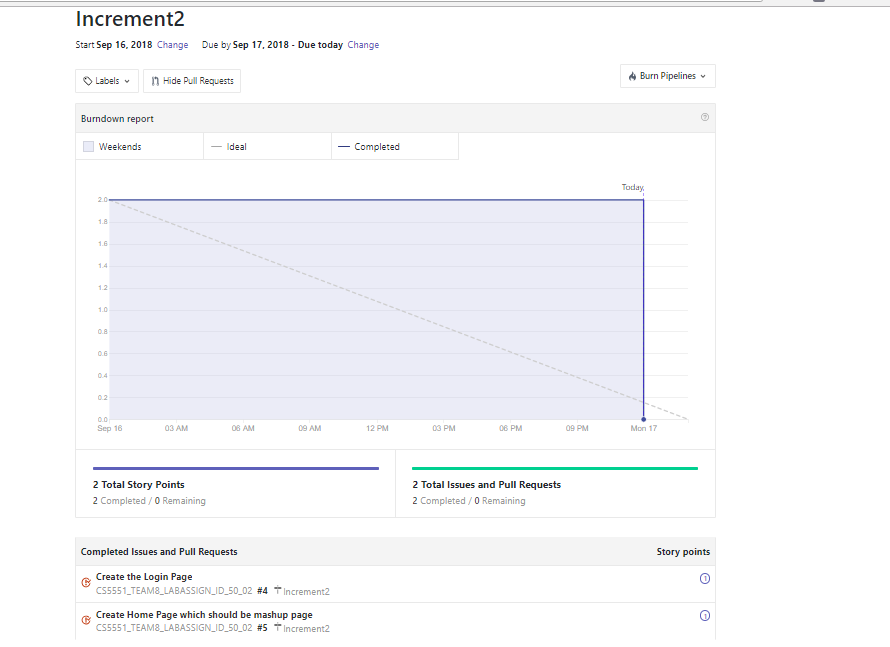 Increment2
Start Sep 16, 2018 Change Due by Sep 17, 2018 - Due today Change
Labels Hide Pull Requests Burn Pipelines
Burndown report
Weekends Ideal Completed
Today
2.0
1.8
1.6
1.4
1.2
1.0
0.8
0.6
0.4
0.2
0.0
Sep 16 03 AM 06 AM 09 AM 12 PM 03 PM 06 PM 09 PM Mon 17
2 Total Story Points
2 Completed / 0 Remaining
2 Total Issues and Pull Requests
2 Completed / 0 Remaining
Completed Issues and Pull Requests Story points
Create the Login Page 1
CS5551_TEAM8_LABASSIGN_ID_50_02 #4 Increment2
Create Home Page which should be mashup page 1
CS5551_TEAM8_LABASSIGN_ID_50_02 #5 Increment2